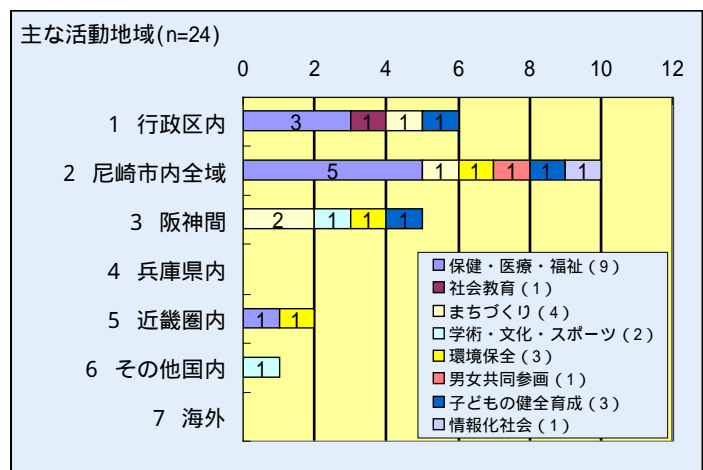 主な活動地域(n=24)
0 2 4 6 8 10 12
1 行政区内 3 1 1 1
2 尼崎市内全域 5 1 1 1 1 1
3 阪神間 2 1 1 1
4 兵庫県内
5 近畿圏内 1 1
6 その他国内 1
7 海外
保健・医療・福祉(9)
社会教育(1)
まちづくり(4)
学術・文化・スポーツ(2)
環境保全(3)
男女共同参画(1)
子どもの健全育成(3)
情報化社会(1)